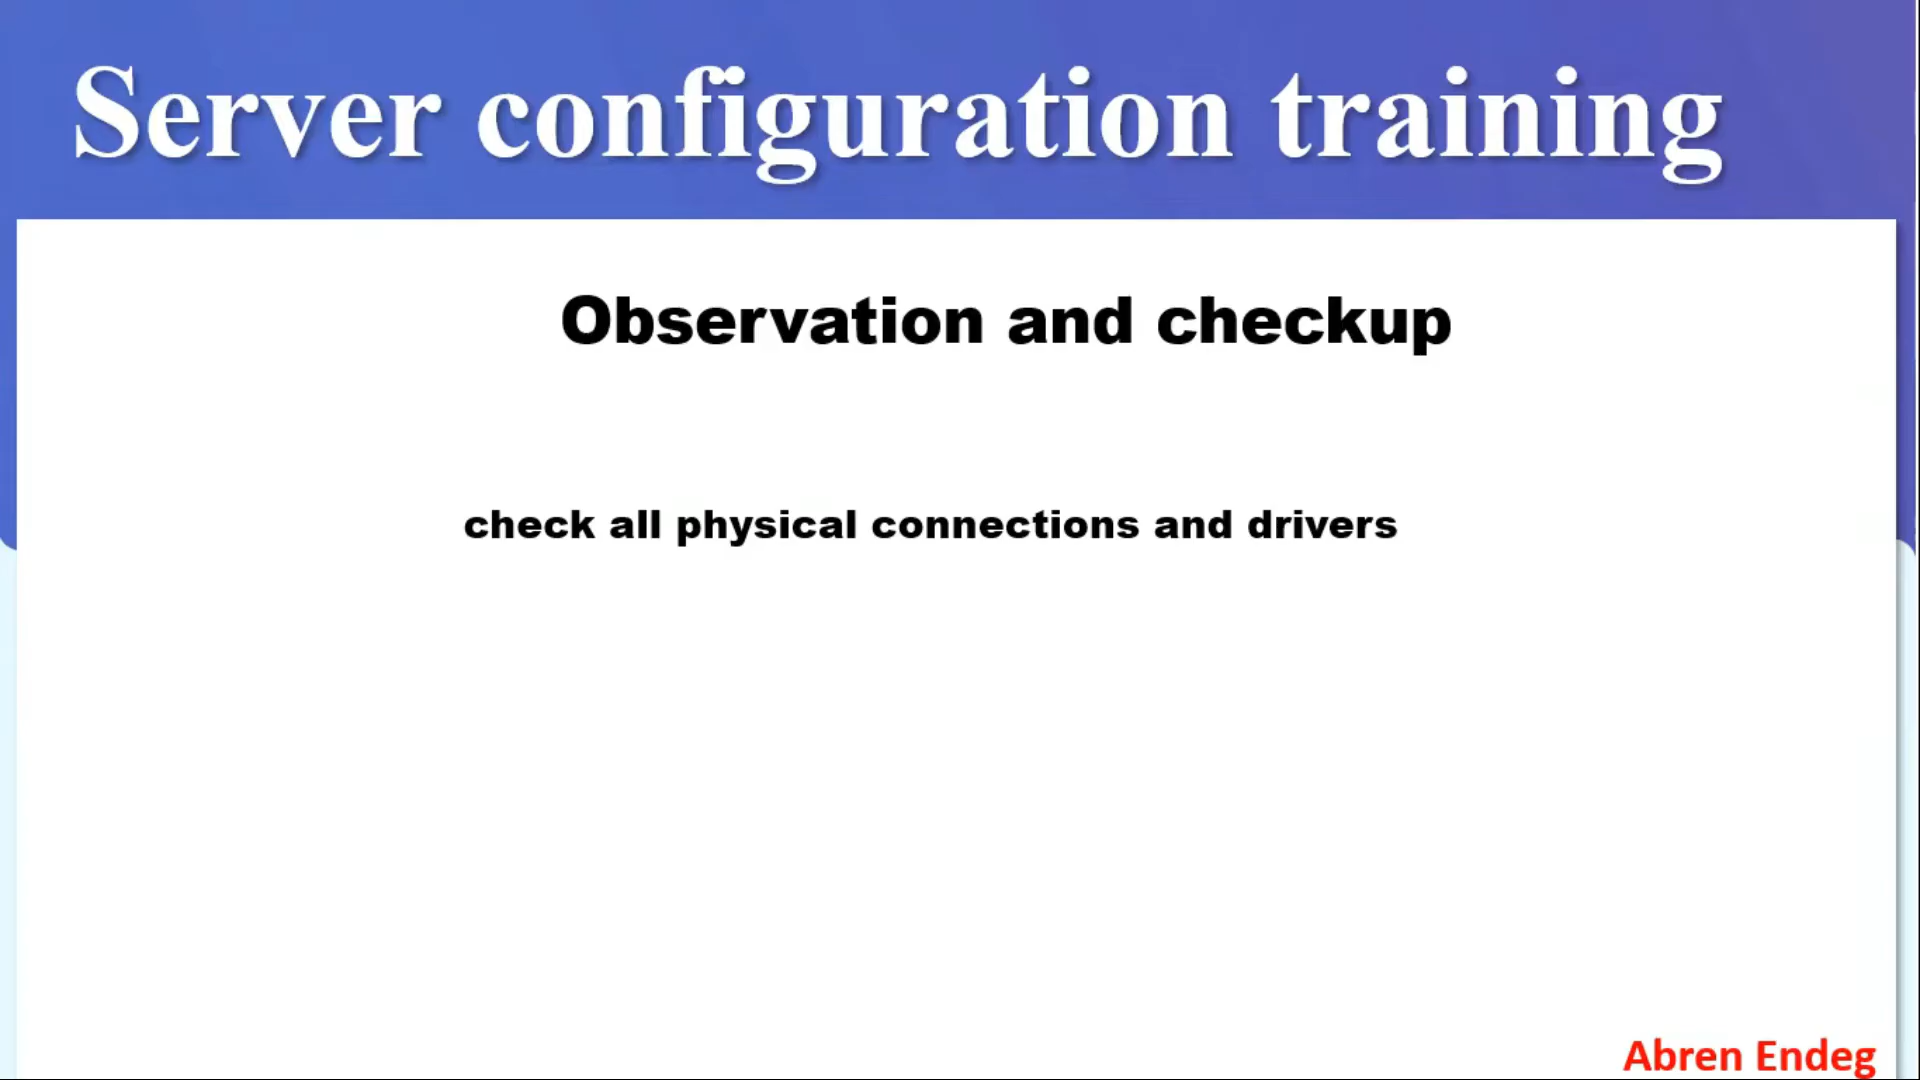 Server configuration training
Observation and checkup
check all physical connections and drivers
Abren Endeg